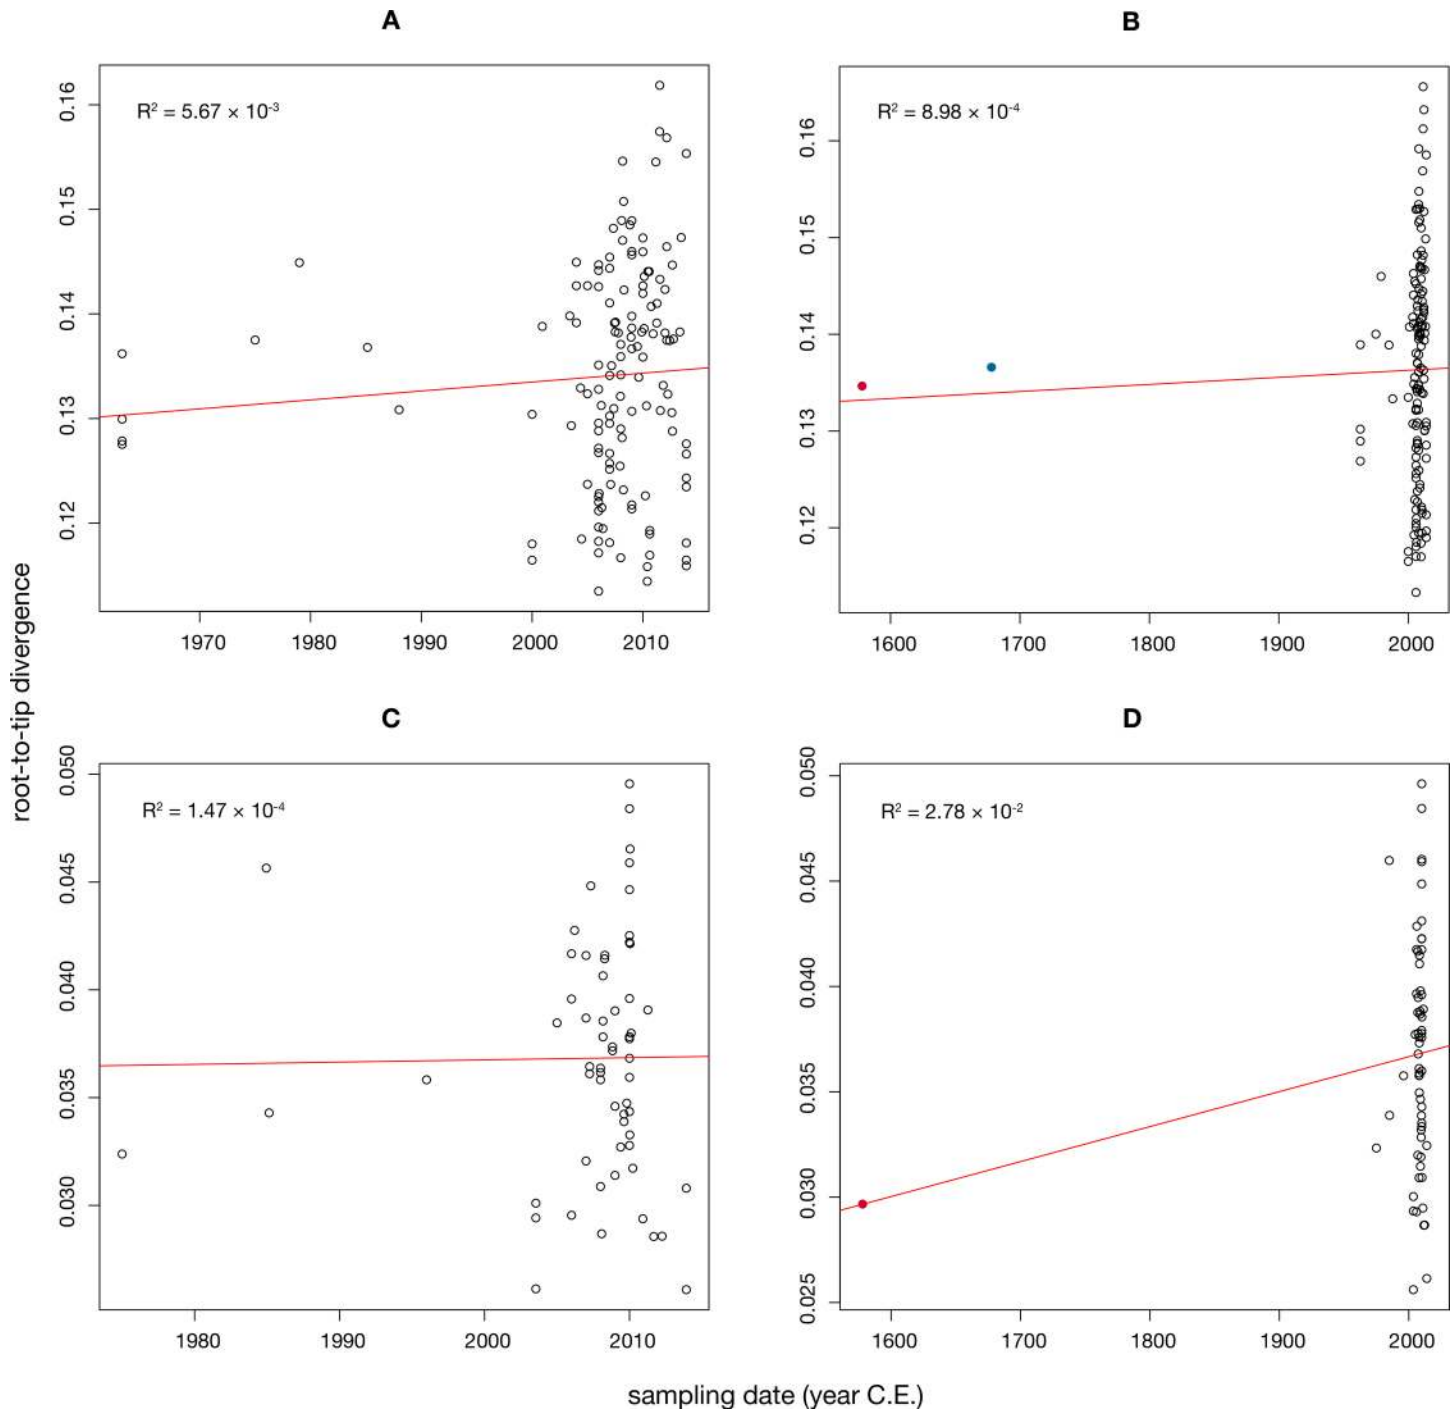 A
R² = 5.67 × 10⁻³
0.16
0.15
0.14
0.13
0.12
1970 1980 1990 2000 2010
B
R² = 8.98 × 10⁻⁴
0.16
0.15
0.14
0.13
0.12
1600 1700 1800 1900 2000
root-to-tip divergence
C
R² = 1.47 × 10⁻⁴
0.050
0.045
0.040
0.035
0.030
1980 1990 2000 2010
D
R² = 2.78 × 10⁻²
0.050
0.045
0.040
0.035
0.030
0.025
1600 1700 1800 1900 2000
sampling date (year C.E.)